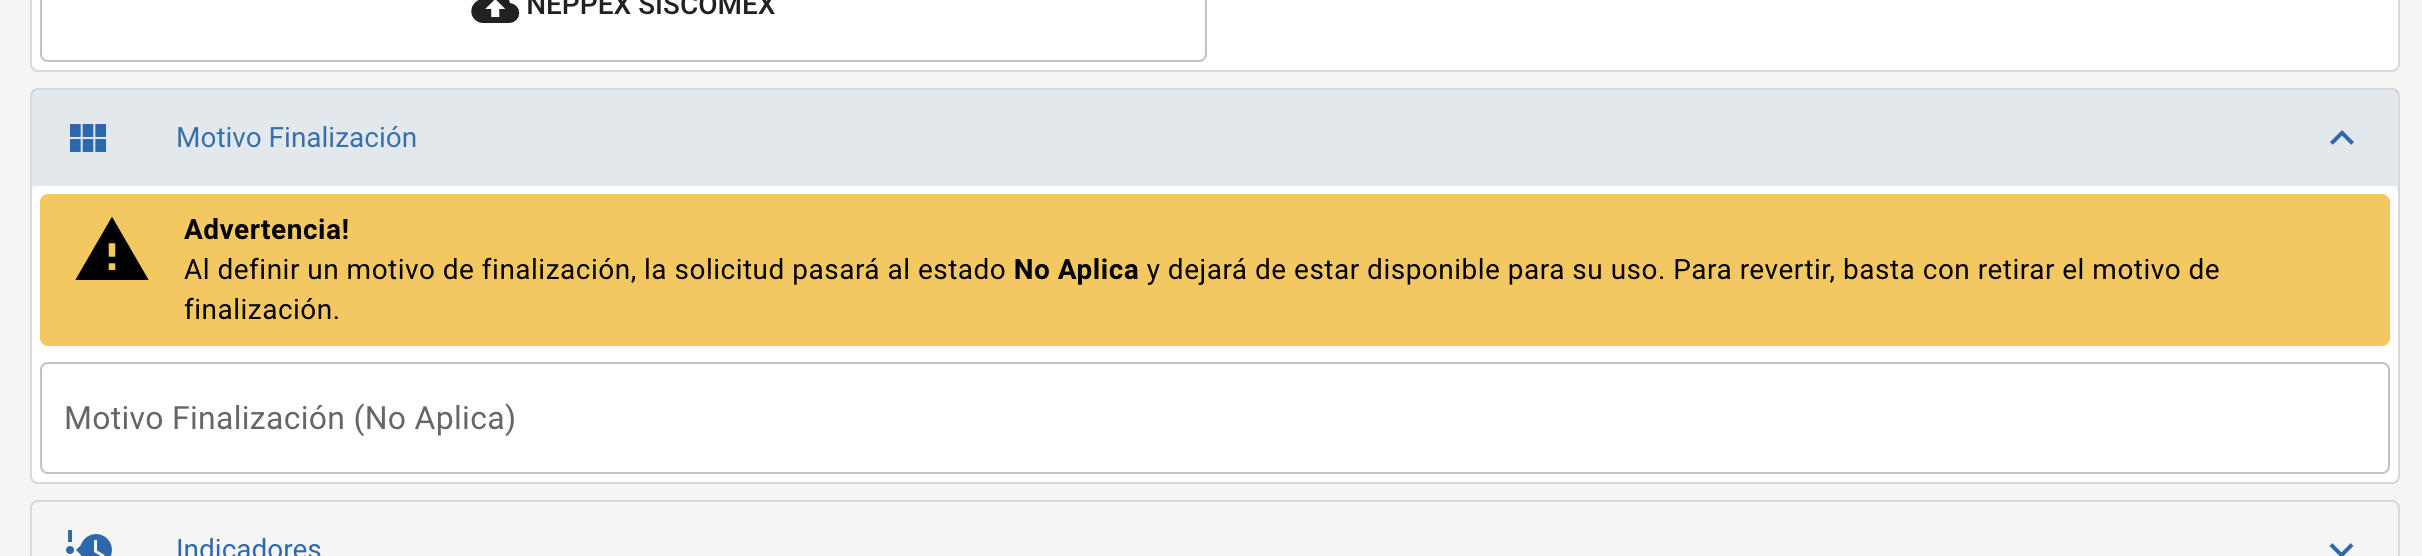 NEPPEX SISCOMEX
Motivo Finalización
Advertencia!
Al definir un motivo de finalización, la solicitud pasará al estado No Aplica y dejará de estar disponible para su uso. Para revertir, basta con retirar el motivo de
finalización.
Motivo Finalización (No Aplica)
Indicadores